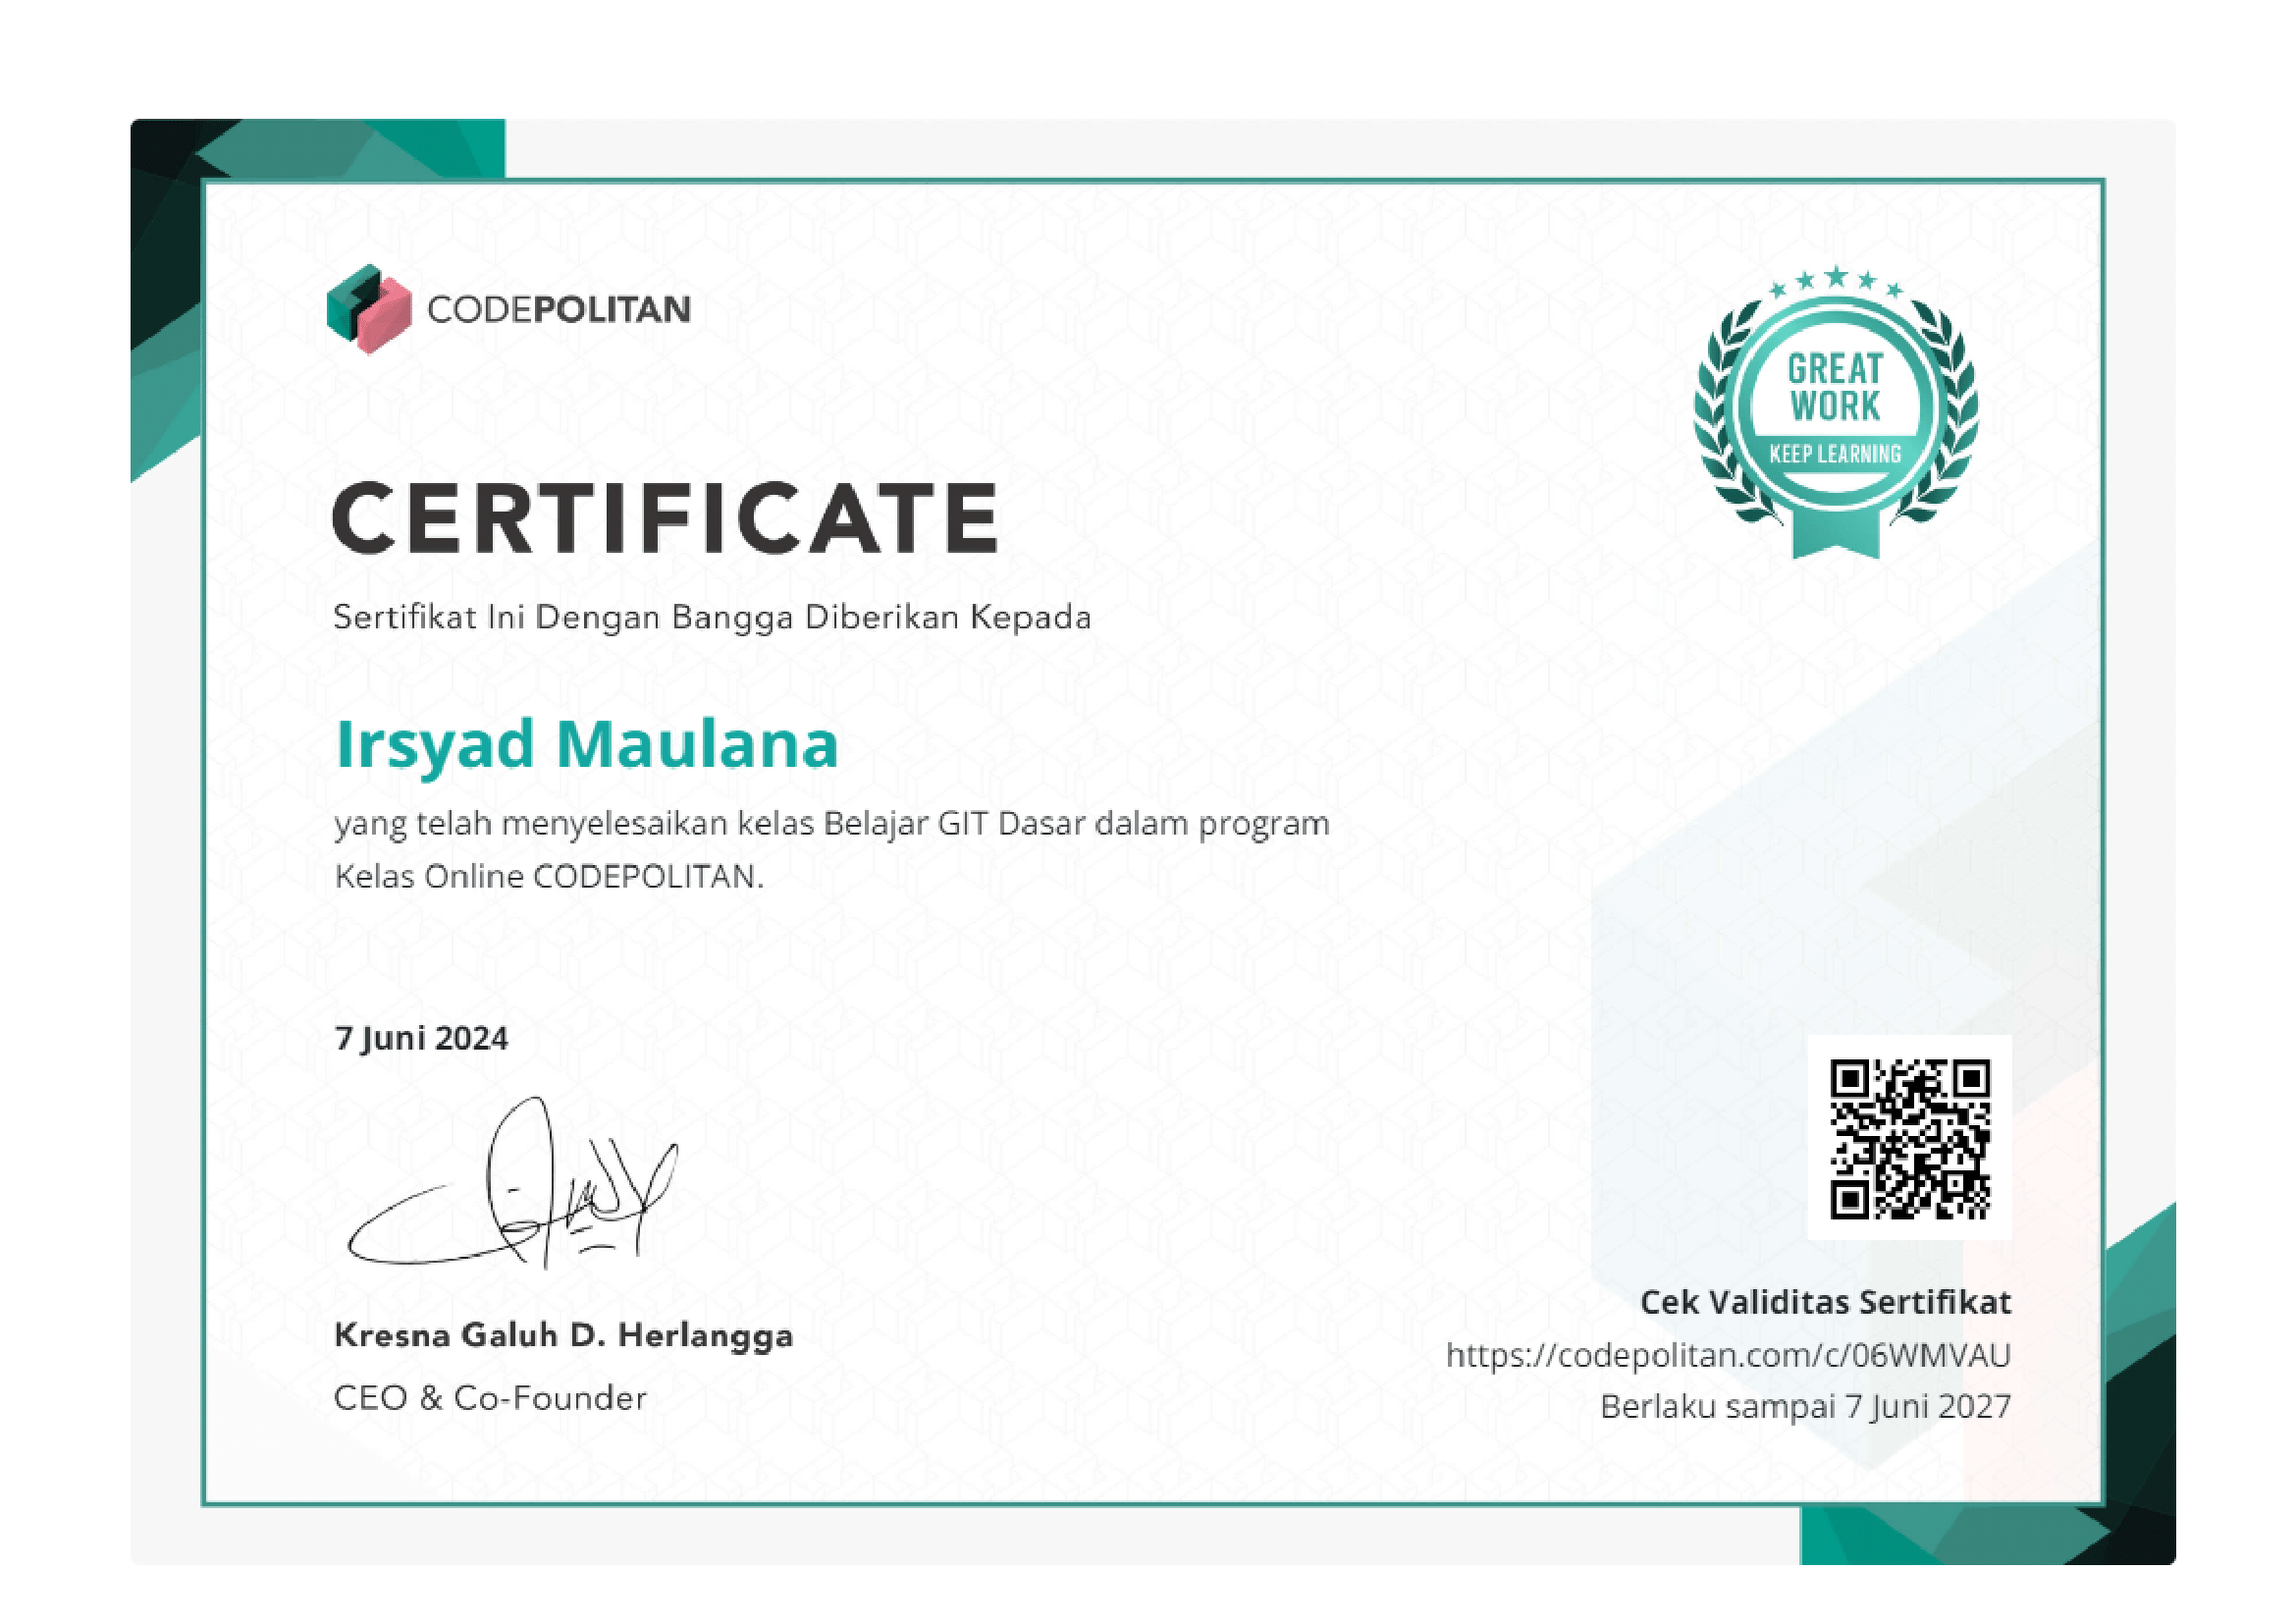 CODEPOLITAN
GREAT
WORK
KEEP LEARNING
CERTIFICATE
Sertifikat Ini Dengan Bangga Diberikan Kepada
Irsyad Maulana
yang telah menyelesaikan kelas Belajar GIT Dasar dalam program
Kelas Online CODEPOLITAN.
7 Juni 2024
Kresna Galuh D. Herlangga
CEO & Co-Founder
Cek Validitas Sertifikat
https://codepolitan.com/c/06WMVAU
Berlaku sampai 7 Juni 2027